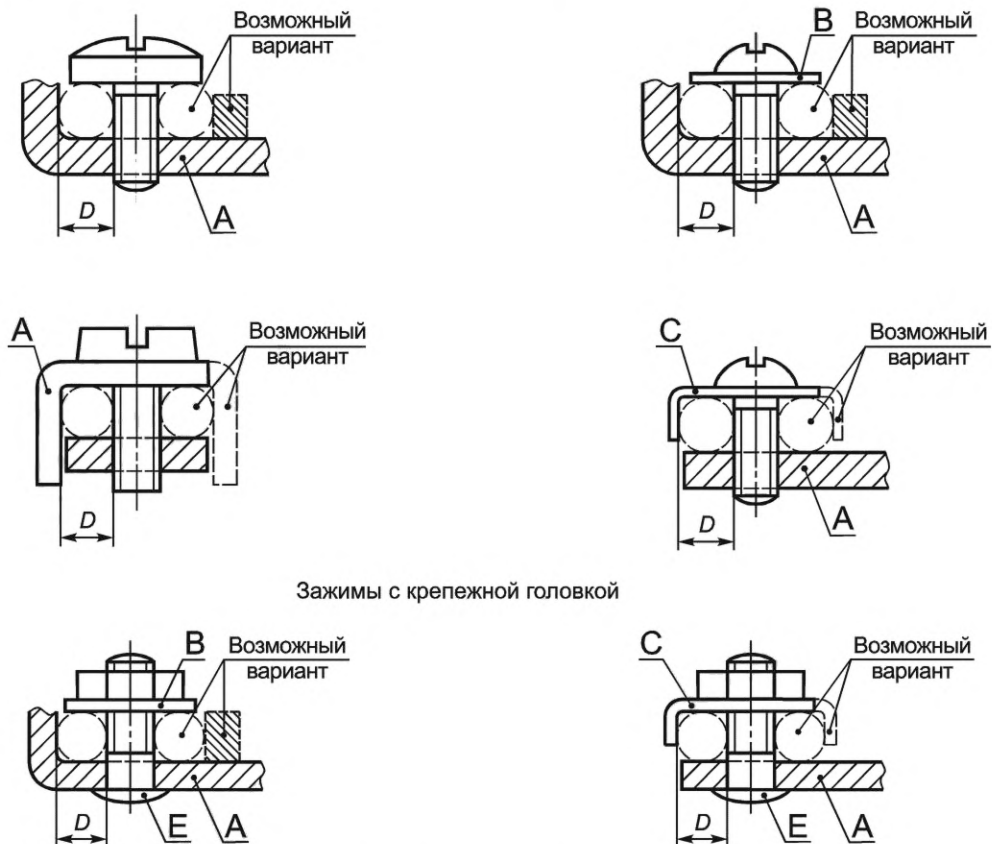 Возможный
вариант
D
A
B
Возможный
вариант
D
A
A
Возможный
вариант
D
C
Возможный
вариант
D
A
Зажимы с крепежной головкой
B
Возможный
вариант
D
E
A
C
Возможный
вариант
D
E
A